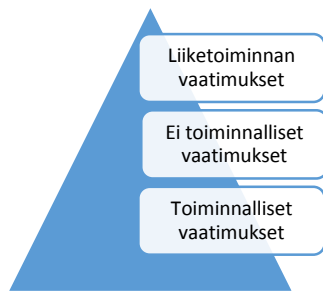 Liiketoiminnan
vaatimukset
Ei toiminnalliset
vaatimukset
Toiminnalliset
vaatimukset